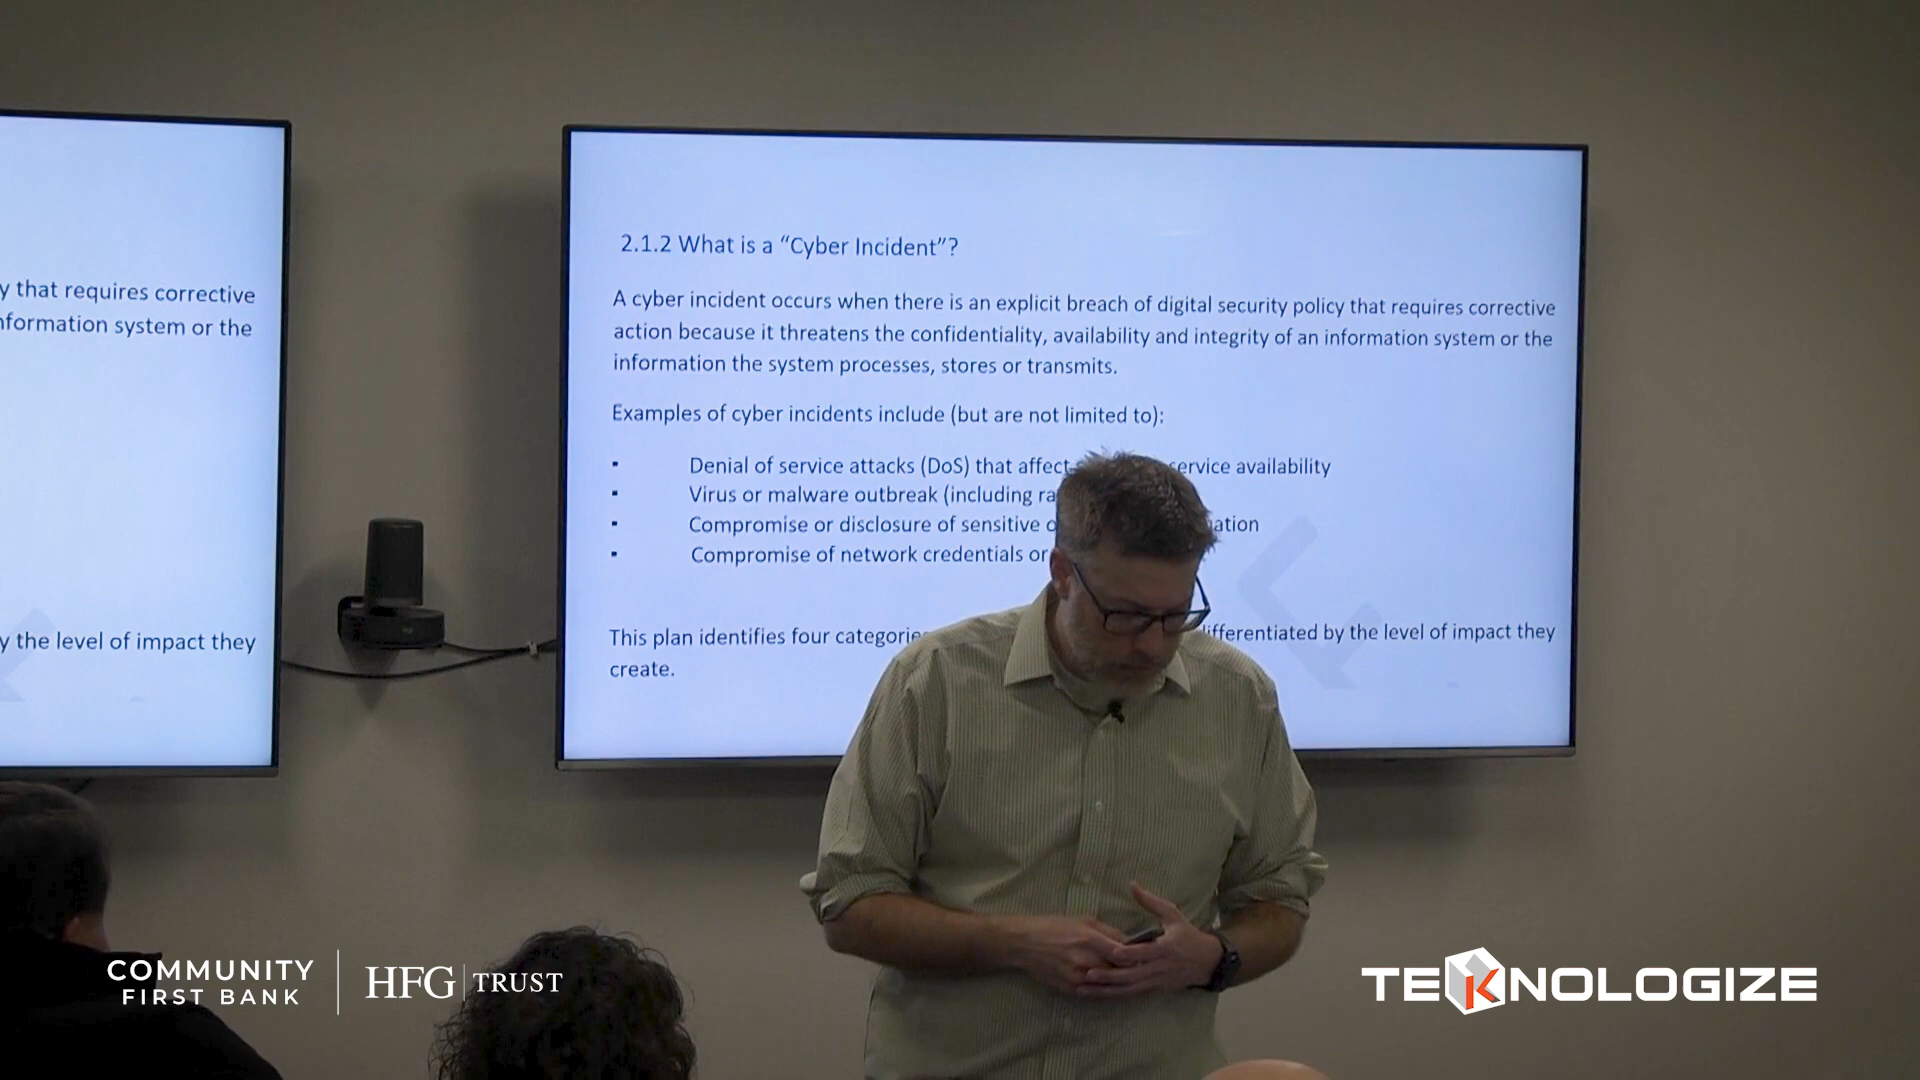 y that requires corrective
nformation system or the
y the level of impact they
2.1.2 What is a “Cyber Incident”?
A cyber incident occurs when there is an explicit breach of digital security policy that requires corrective
action because it threatens the confidentiality, availability and integrity of an information system or the
information the system processes, stores or transmits.
Examples of cyber incidents include (but are not limited to):
▪ Denial of service attacks (DoS) that affect service availability
▪ Virus or malware outbreak (including ra
▪ Compromise or disclosure of sensitive o ation
▪ Compromise of network credentials or
This plan identifies four categorie ifferentiated by the level of impact they
create.
COMMUNITY
FIRST BANK
HFG TRUST
TEKNOLOGIZE